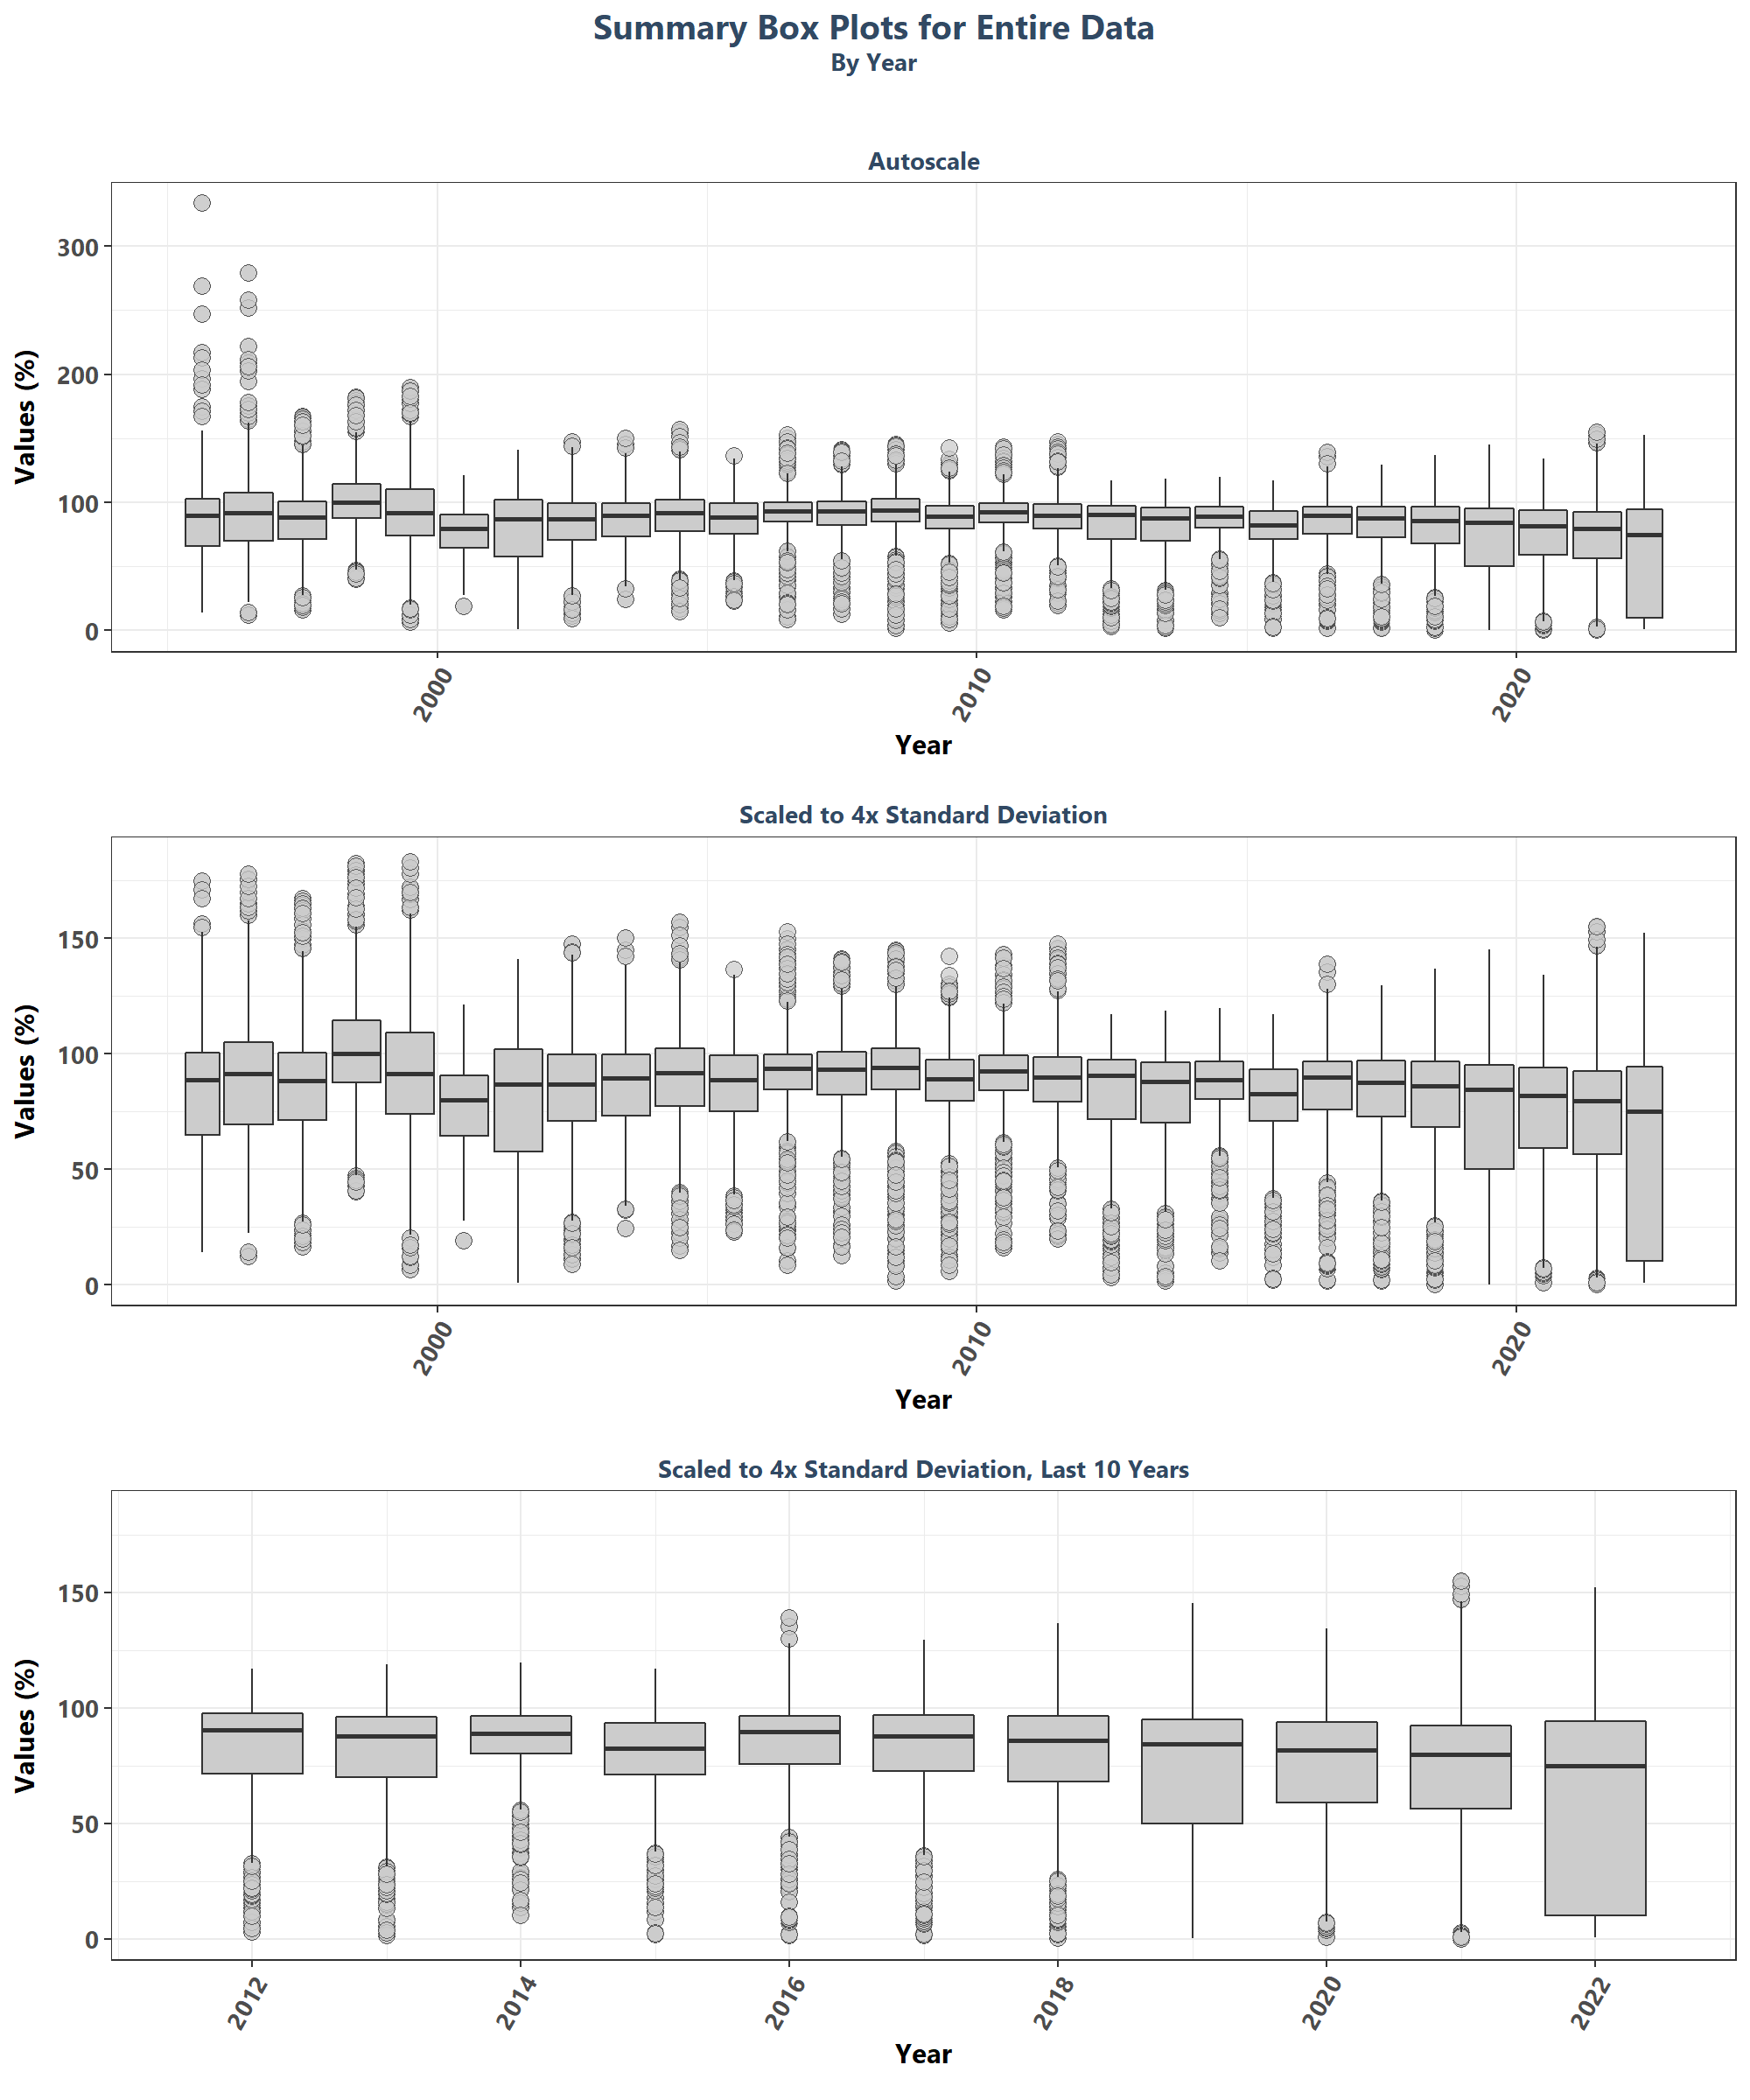 Summary Box Plots for Entire Data
By Year
Autoscale
Values (%)
300
200
100
0
2000
2010
2020
Year
Scaled to 4x Standard Deviation
Values (%)
150
100
50
0
2000
2010
2020
Year
Scaled to 4x Standard Deviation, Last 10 Years
Values (%)
150
100
50
0
2012
2014
2016
2018
2020
2022
Year